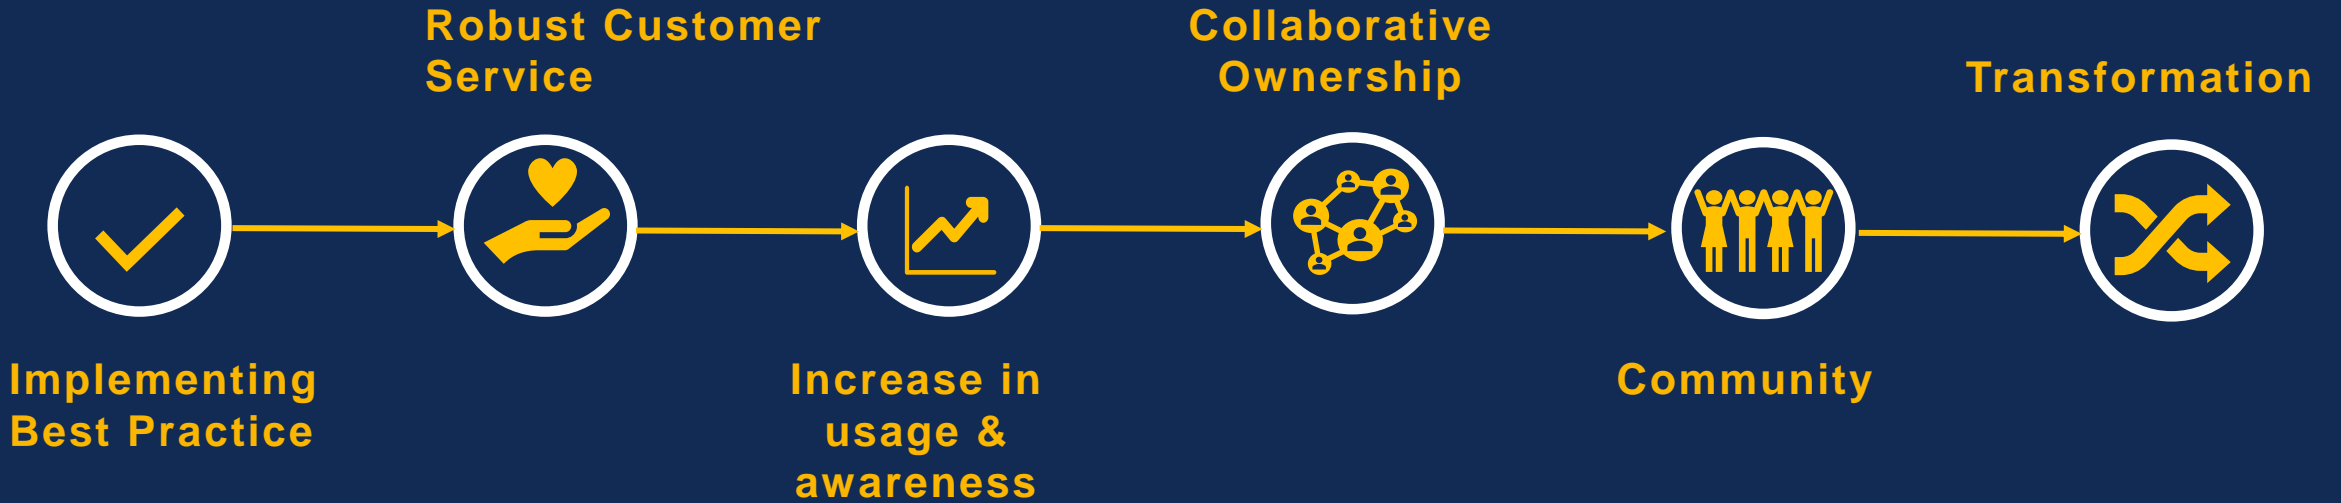 Robust Customer
Service
Collaborative
Ownership
Transformation
Implementing
Best Practice
Increase in
usage &
awareness
Community